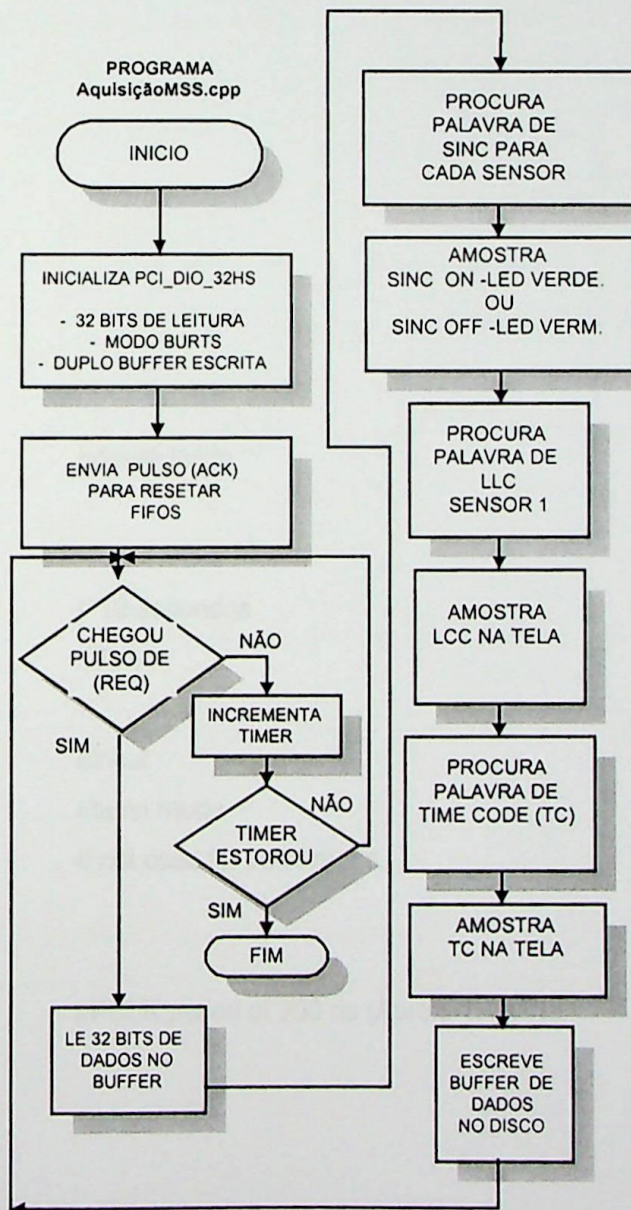 PROGRAMA
AquisiçãoMSS.cpp
INICIO
INICIALIZA PCI_DIO_32HS
- 32 BITS DE LEITURA
- MODO BURTS
- DUPLO BUFFER ESCRITA
ENVIA PULSO (ACK)
PARA RESETAR
FIFOS
CHEGOU
PULSO DE
(REQ)
NÃO
SIM
INCREMENTA
TIMER
NÃO
TIMER
ESTOROU
SIM
FIM
LE 32 BITS DE
DADOS NO
BUFFER
PROCURA
PALAVRA DE
SINC PARA
CADA SENSOR
AMOSTRA
SINC ON -LED VERDE.
OU
SINC OFF -LED VERM.
PROCURA
PALAVRA DE
LLC
SENSOR 1
AMOSTRA
LCC NA TELA
PROCURA
PALAVRA DE
TIME CODE (TC)
AMOSTRA
TC NA TELA
ESCREVE
BUFFER DE
DADOS
NO DISCO